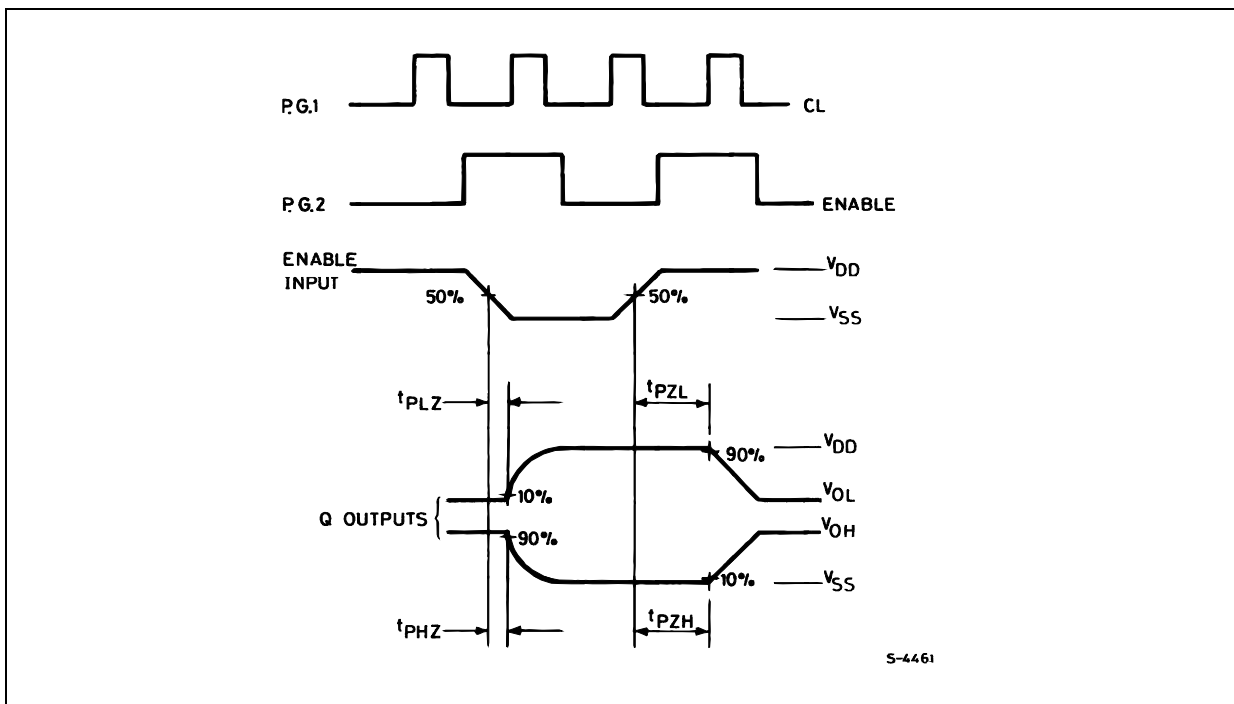 P.G.1 CL
P.G.2 ENABLE
ENABLE
INPUT
VDD
50% 50%
VSS
tPLZ tPZL
VDD
90%
10% VOL
Q OUTPUTS
90% VOH
10% VSS
tPHZ tPZH
S-4461